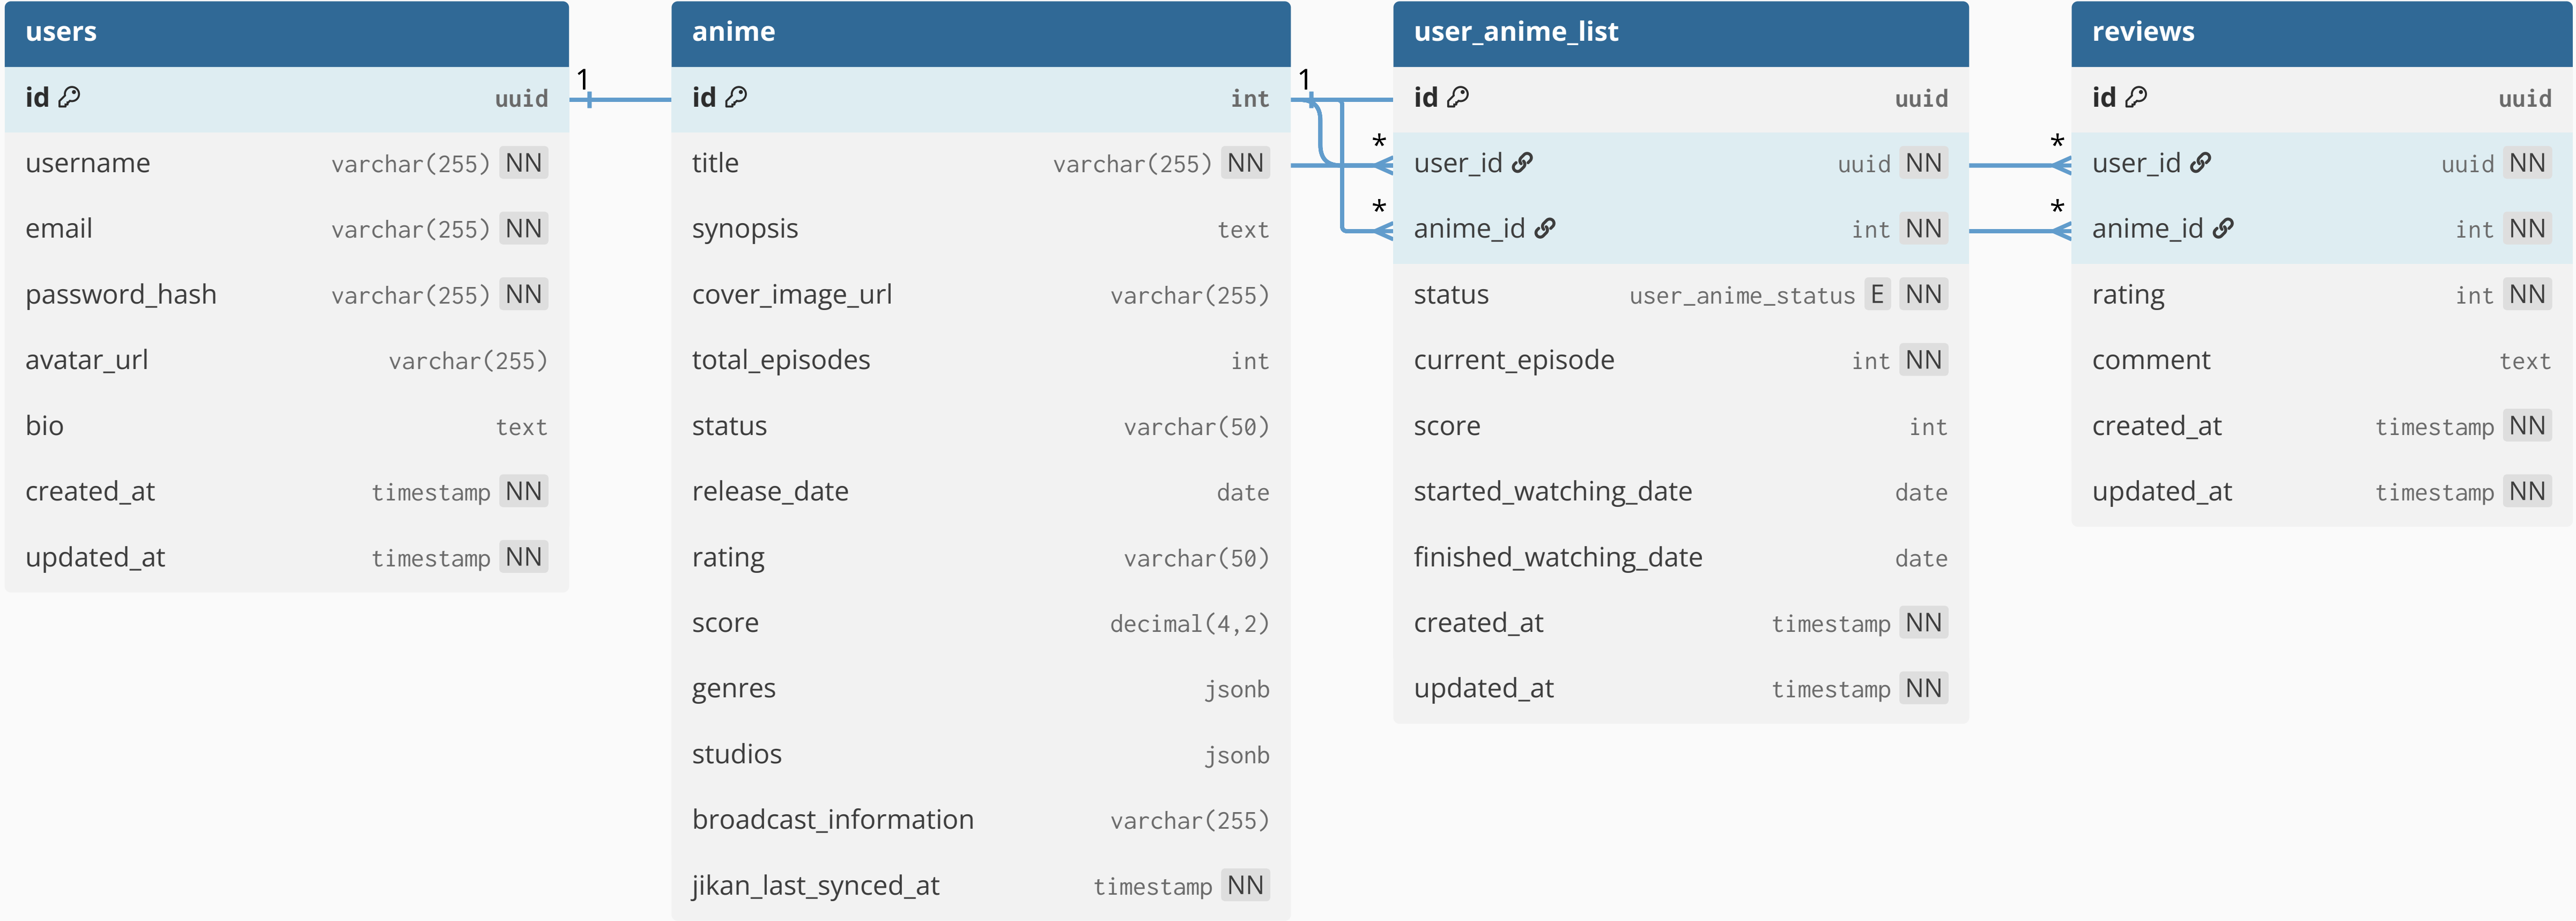 users
id uuid
username varchar(255) NN
email varchar(255) NN
password_hash varchar(255) NN
avatar_url varchar(255)
bio text
created_at timestamp NN
updated_at timestamp NN
1
anime
id int
title varchar(255) NN
synopsis text
cover_image_url varchar(255)
total_episodes int
status varchar(50)
release_date date
rating varchar(50)
score decimal(4,2)
genres jsonb
studios jsonb
broadcast_information varchar(255)
jikan_last_synced_at timestamp NN
1
*
*
user_anime_list
id uuid
user_id uuid NN
anime_id int NN
status user_anime_status E NN
current_episode int NN
score int
started_watching_date date
finished_watching_date date
created_at timestamp NN
updated_at timestamp NN
*
*
reviews
id uuid
user_id uuid NN
anime_id int NN
rating int NN
comment text
created_at timestamp NN
updated_at timestamp NN